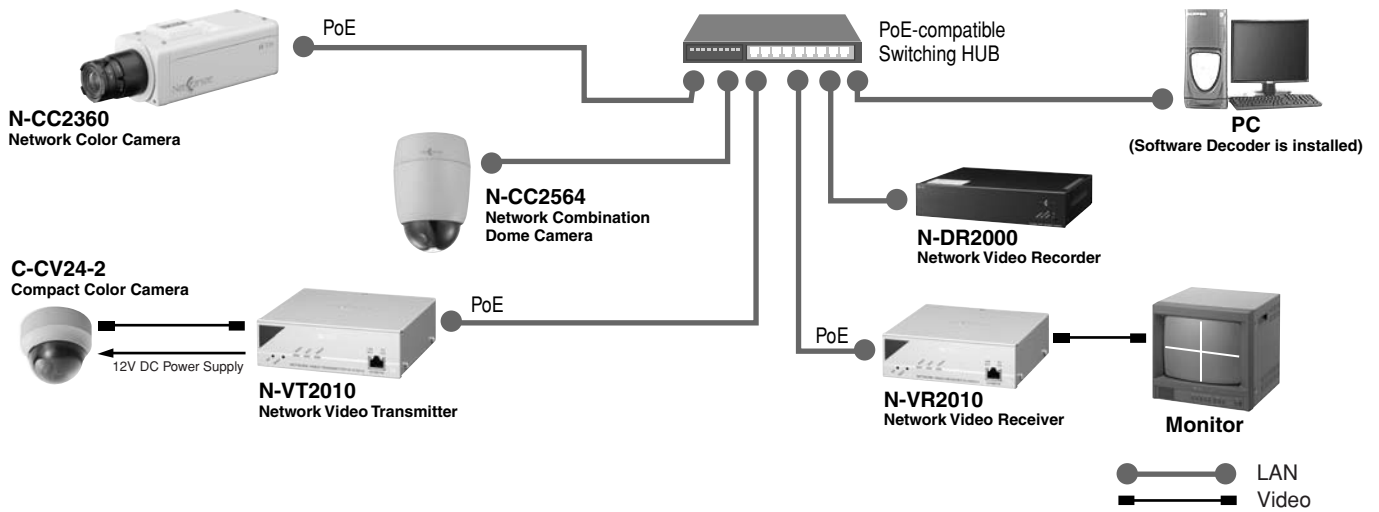 PoE
PoE-compatible
Switching HUB
N-CC2360
Network Color Camera
PC
(Software Decoder is installed)
N-CC2564
Network Combination
Dome Camera
N-DR2000
Network Video Recorder
C-CV24-2
Compact Color Camera
PoE
12V DC Power Supply
PoE
N-VT2010
Network Video Transmitter
N-VR2010
Network Video Receiver
Monitor
LAN
Video